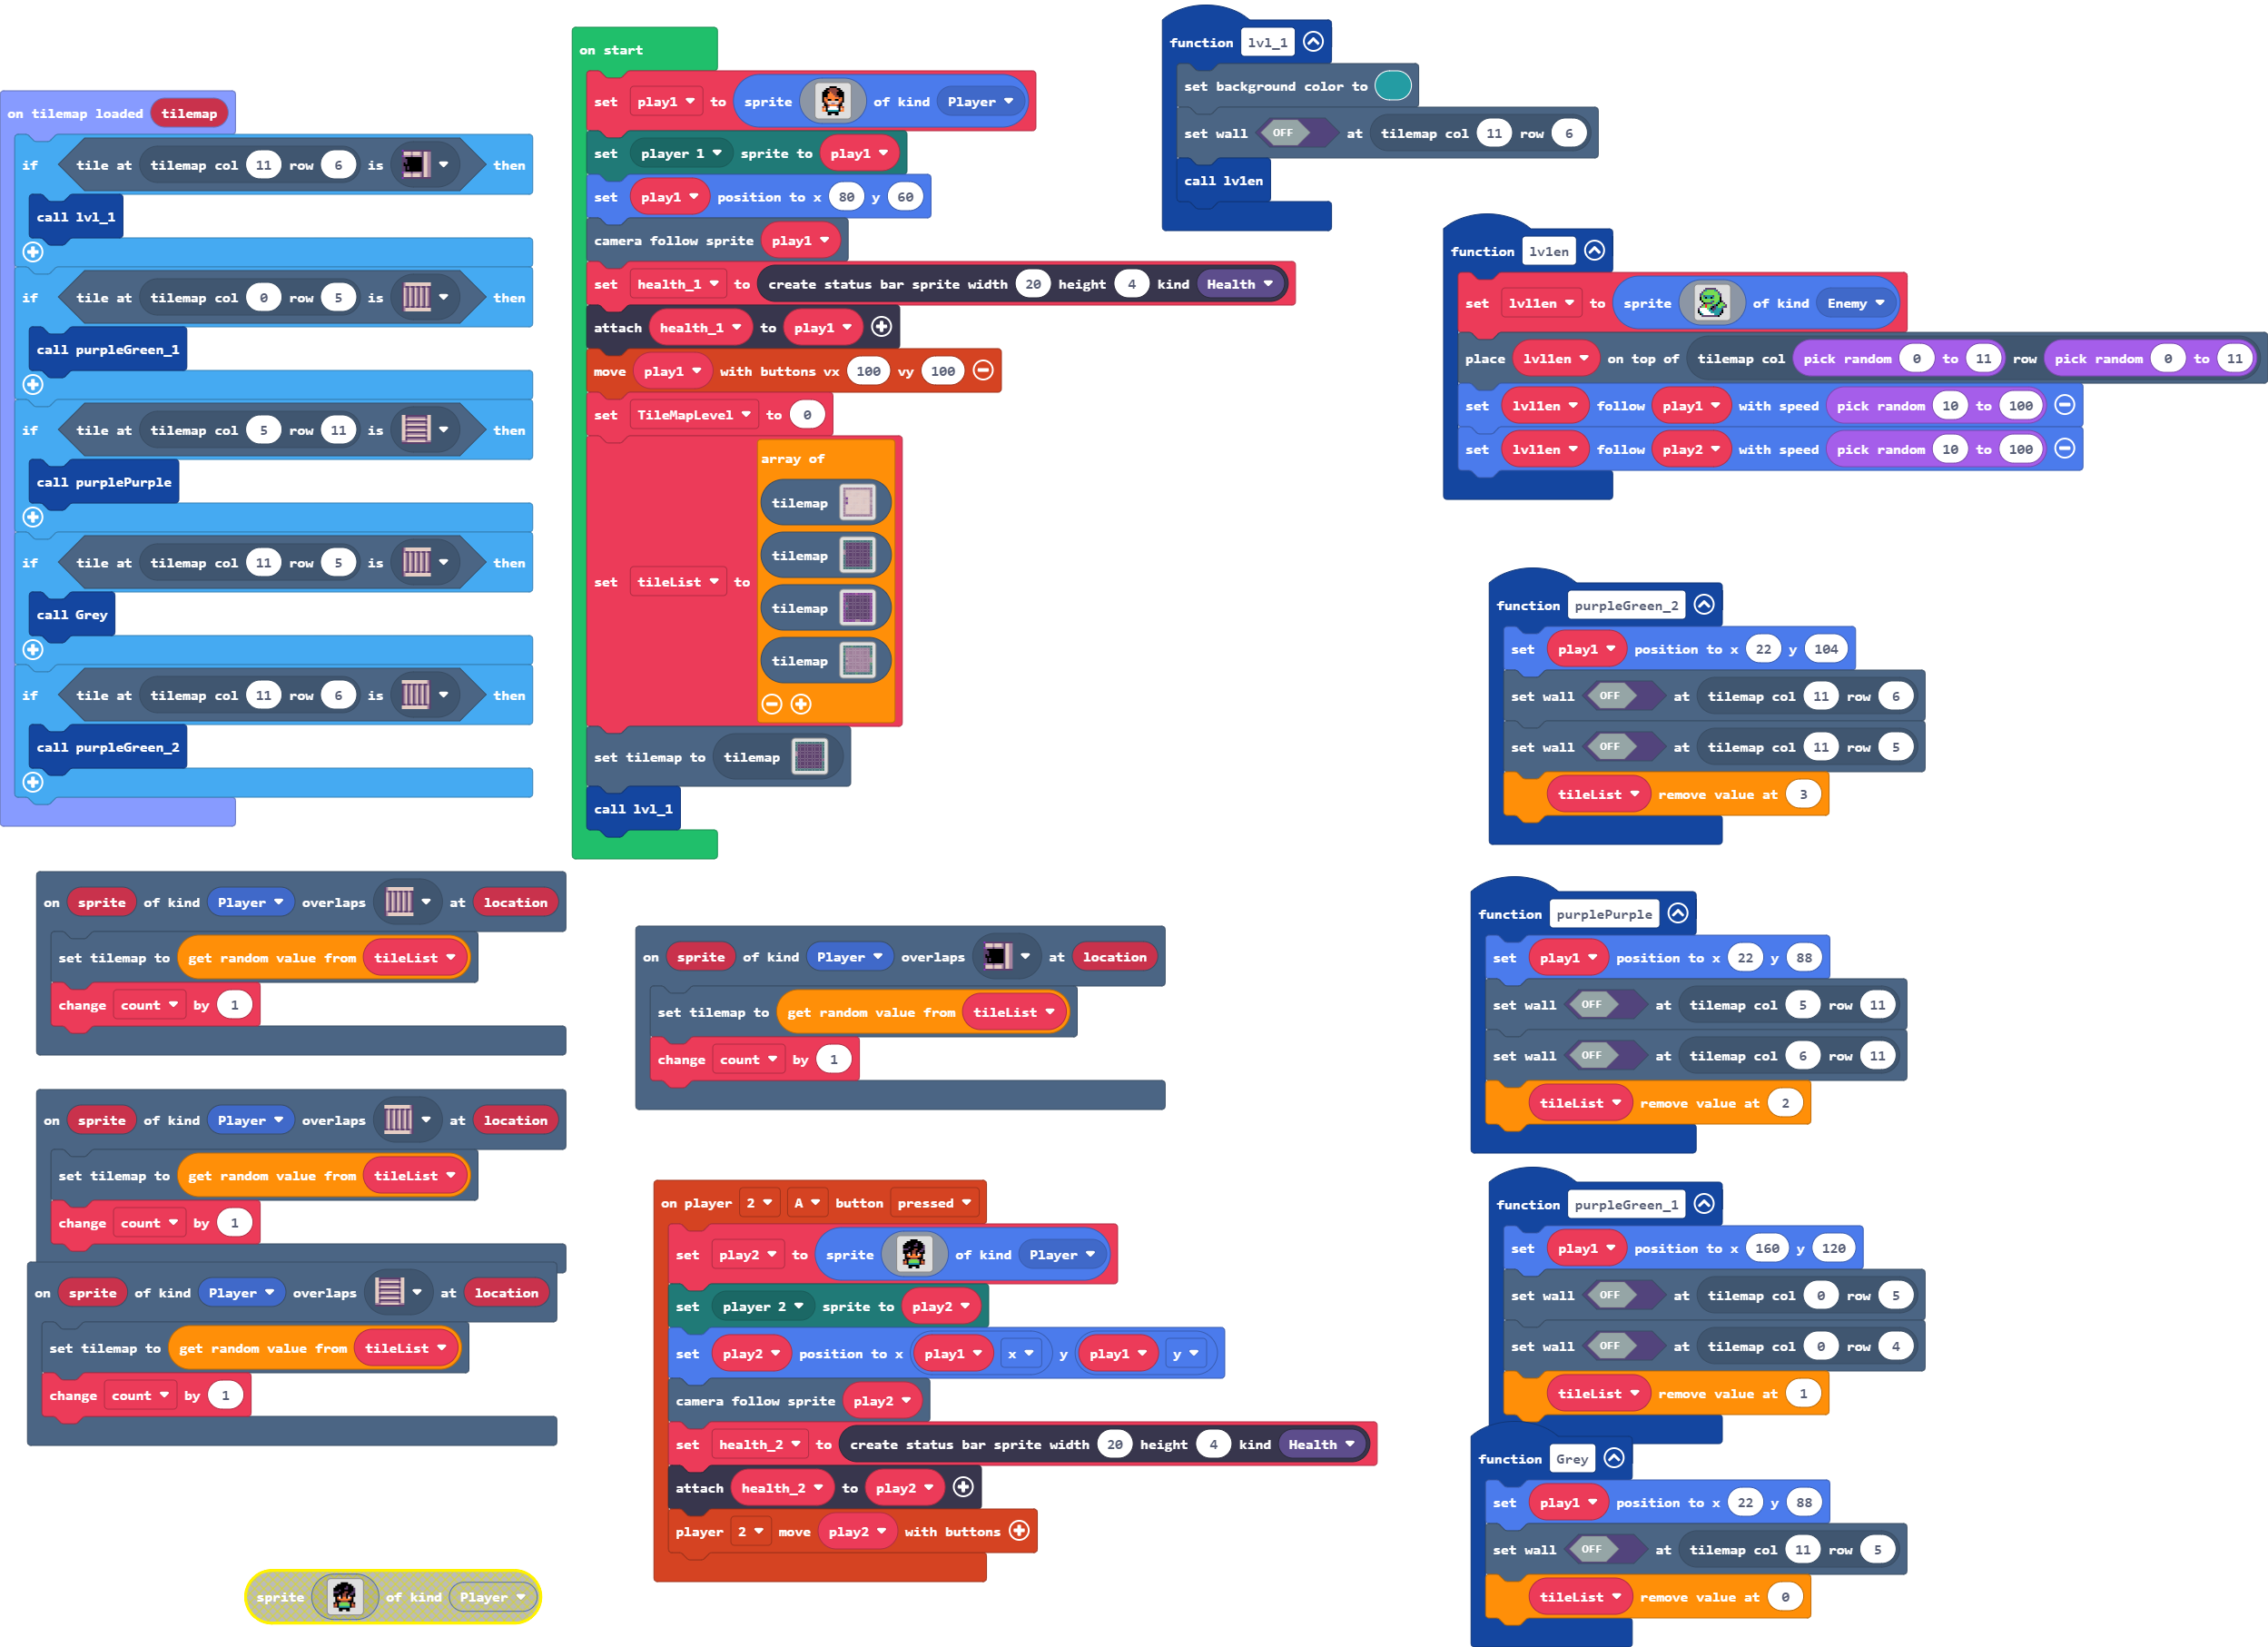 on tilemap loaded tilemap
if tile at tilemap col 11 row 6 is then
call lvl_1
if tile at tilemap col 0 row 5 is then
call purpleGreen_1
if tile at tilemap col 5 row 11 is then
call purplePurple
if tile at tilemap col 11 row 5 is then
call Grey
if tile at tilemap col 11 row 6 is then
call purpleGreen_2
on start
set play1 to sprite of kind Player
set player 1 sprite to play1
set play1 position to x 80 y 60
camera follow sprite play1
set health_1 to create status bar sprite width 20 height 4 kind Health
attach health_1 to play1
move play1 with buttons vx 100 vy 100
set TileMapLevel to 0
set tileList to array of
tilemap
tilemap
tilemap
tilemap
set tilemap to tilemap
call lvl_1
function lvl_1
set background color to
set wall OFF at tilemap col 11 row 6
call lv1en
function lv1en
set lvl1en to sprite of kind Enemy
place lvl1en on top of tilemap col pick random 0 to 11 row pick random 0 to 11
set lvl1en follow play1 with speed pick random 10 to 100
set lvl1en follow play2 with speed pick random 10 to 100
function purpleGreen_2
set play1 position to x 22 y 104
set wall OFF at tilemap col 11 row 6
set wall OFF at tilemap col 11 row 5
tileList remove value at 3
on sprite of kind Player overlaps at location
set tilemap to get random value from tileList
change count by 1
on sprite of kind Player overlaps at location
set tilemap to get random value from tileList
change count by 1
on sprite of kind Player overlaps at location
set tilemap to get random value from tileList
change count by 1
on sprite of kind Player overlaps at location
set tilemap to get random value from tileList
change count by 1
on player 2 A button pressed
set play2 to sprite of kind Player
set player 2 sprite to play2
set play2 position to x play1 x y play1 y
camera follow sprite play2
set health_2 to create status bar sprite width 20 height 4 kind Health
attach health_2 to play2
player 2 move play2 with buttons
sprite of kind Player
function purplePurple
set play1 position to x 22 y 88
set wall OFF at tilemap col 5 row 11
set wall OFF at tilemap col 6 row 11
tileList remove value at 2
function purpleGreen_1
set play1 position to x 160 y 120
set wall OFF at tilemap col 0 row 5
set wall OFF at tilemap col 0 row 4
tileList remove value at 1
function Grey
set play1 position to x 22 y 88
set wall OFF at tilemap col 11 row 5
tileList remove value at 0